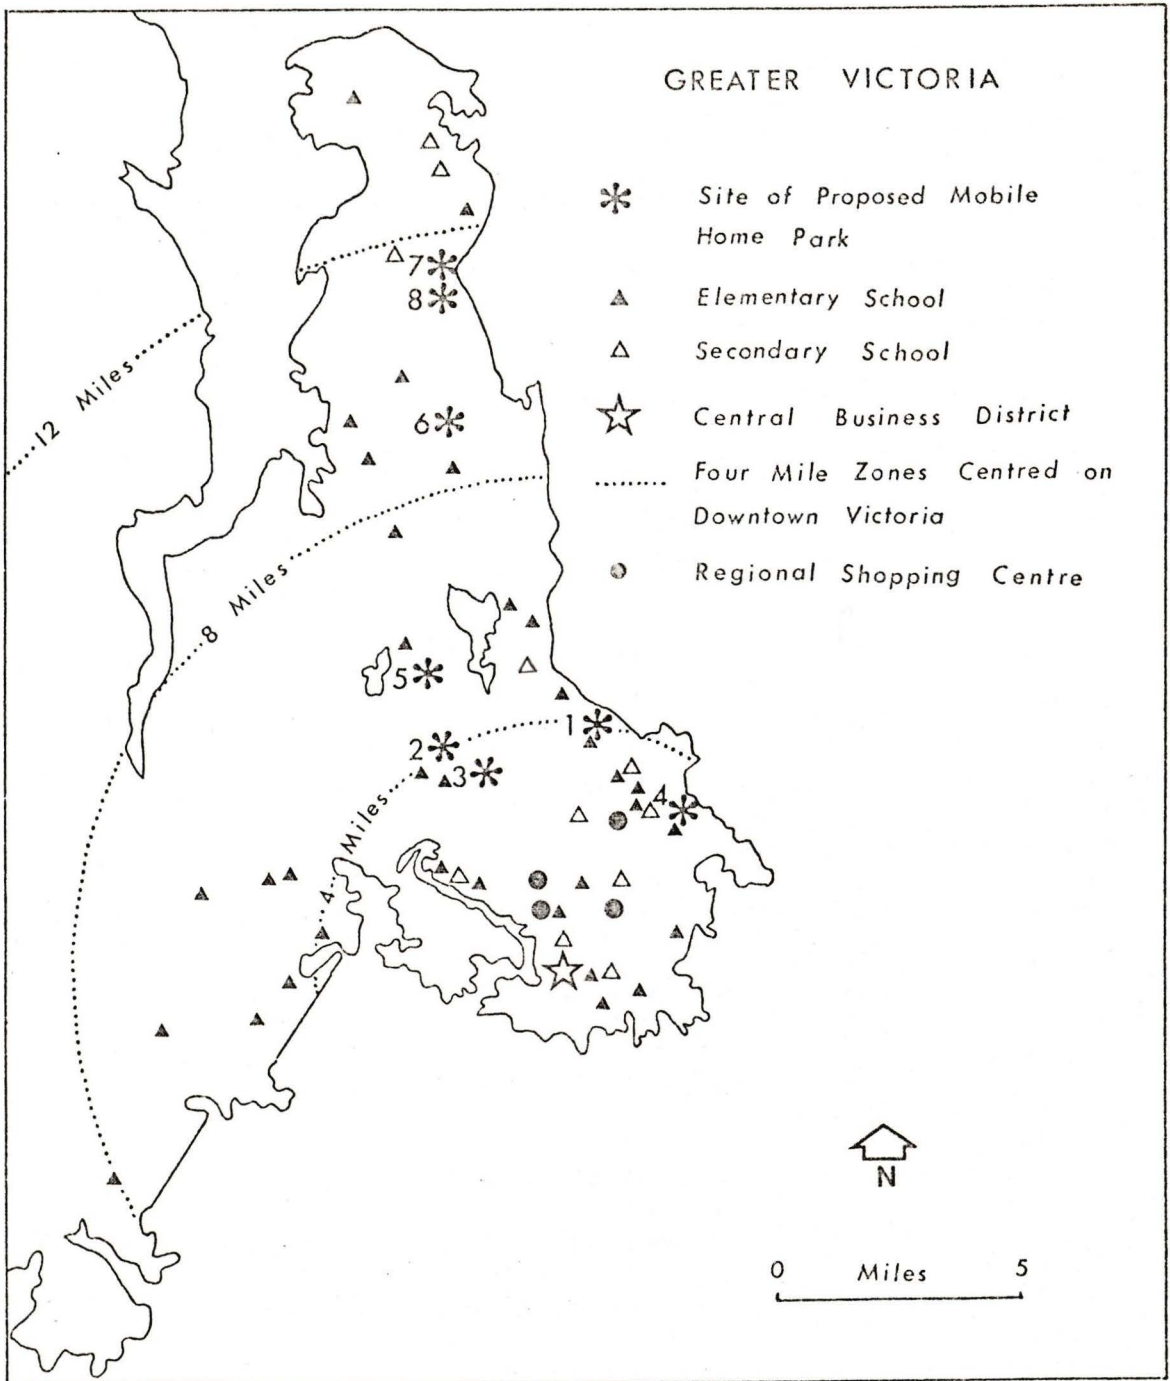 GREATER VICTORIA
Site of Proposed Mobile
Home Park
Elementary School
Secondary School
Central Business District
Four Mile Zones Centred on
Downtown Victoria
Regional Shopping Centre
7
8
12 Miles
6
8 Miles
5
1
2
3
4
4 Miles
N
0 Miles 5